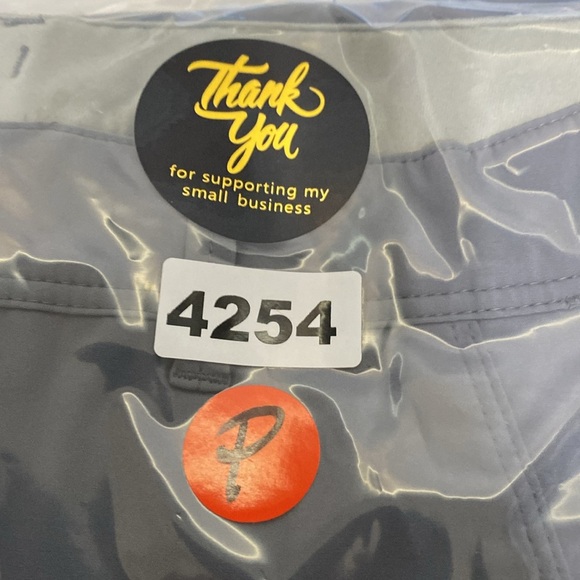 Thank
You
for supporting my
small business
4254
P